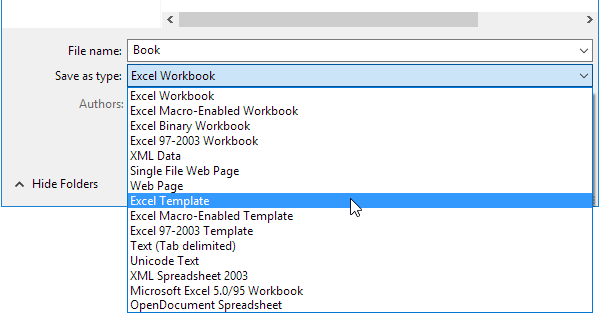 File name: Book
Save as type: Excel Workbook
Authors:
Excel Workbook
Excel Macro-Enabled Workbook
Excel Binary Workbook
Excel 97-2003 Workbook
XML Data
Single File Web Page
Web Page
Excel Template
Excel Macro-Enabled Template
Excel 97-2003 Template
Text (Tab delimited)
Unicode Text
XML Spreadsheet 2003
Microsoft Excel 5.0/95 Workbook
OpenDocument Spreadsheet
Hide Folders